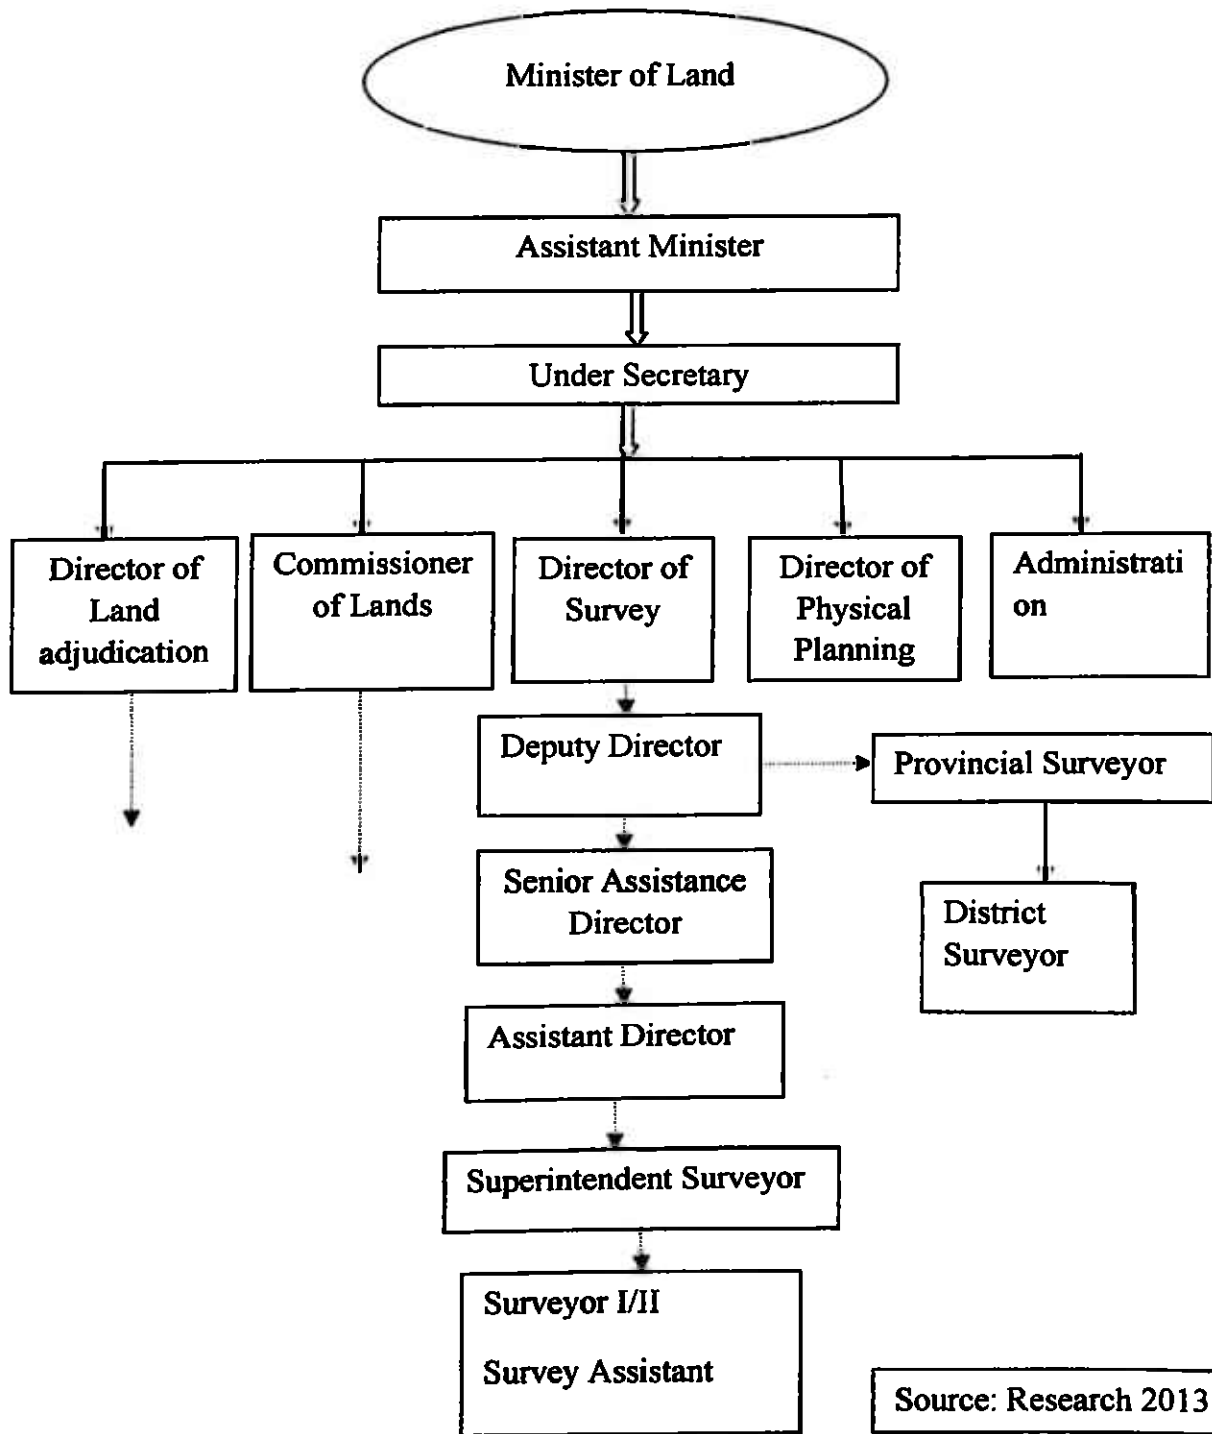 Minister of Land
Assistant Minister
Under Secretary
Director of
Land
adjudication
Commissioner
of Lands
Director of
Survey
Director of
Physical
Planning
Administrati
on
Deputy Director
Provincial Surveyor
Senior Assistance
Director
District
Surveyor
Assistant Director
Superintendent Surveyor
Surveyor I/II
Survey Assistant
Source: Research 2013